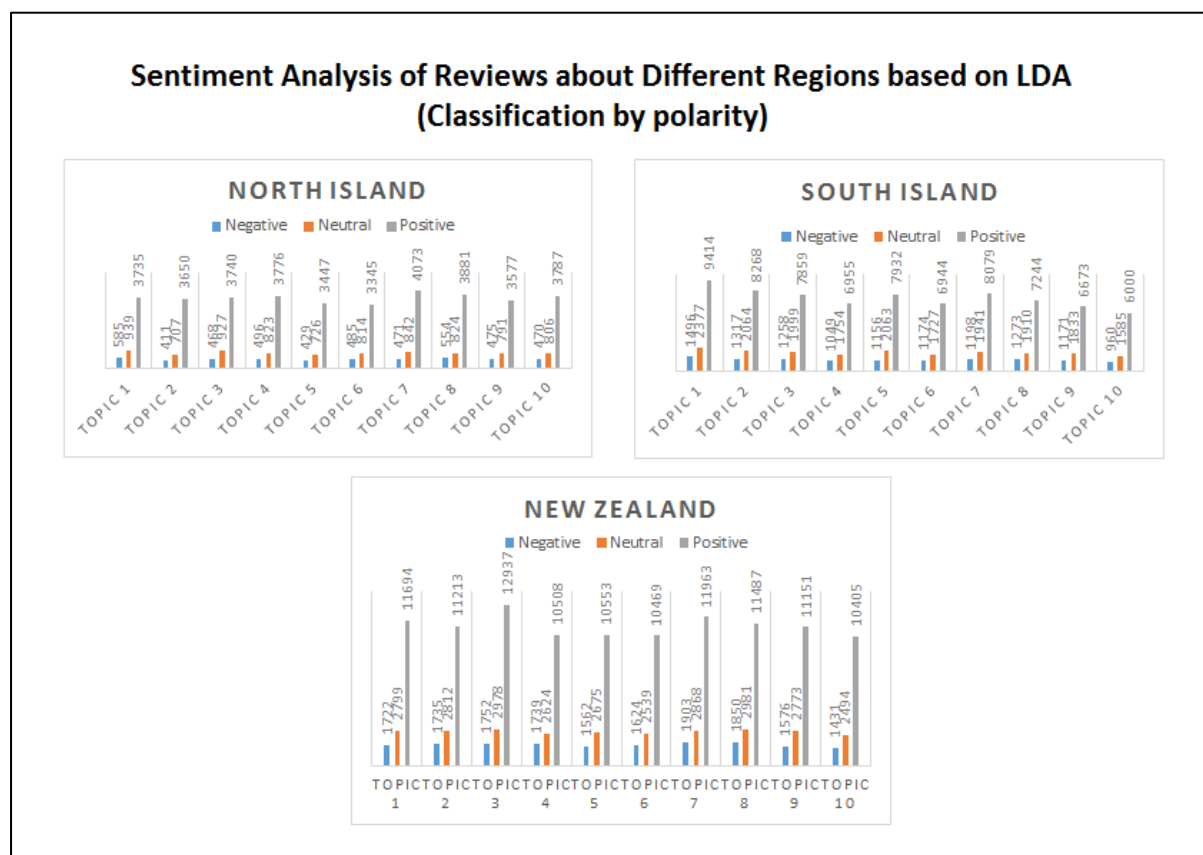 Sentiment Analysis of Reviews about Different Regions based on LDA
(Classification by polarity)
NORTH ISLAND
Negative Neutral Positive
585 939 3735 411 707 3650 468 927 3740 496 823 3776 429 726 3447 485 814 3345 471 842 4073 554 824 3881 475 791 3577 470 806 3787
TOPIC 1 TOPIC 2 TOPIC 3 TOPIC 4 TOPIC 5 TOPIC 6 TOPIC 7 TOPIC 8 TOPIC 9 TOPIC 10
SOUTH ISLAND
Negative Neutral Positive
1496 2377 9414 1317 2064 8268 1258 1999 7859 1049 1754 6955 1156 2063 7932 1174 1727 6944 1198 1941 8079 1273 1910 7244 1171 1833 6673 960 1585 6000
TOPIC 1 TOPIC 2 TOPIC 3 TOPIC 4 TOPIC 5 TOPIC 6 TOPIC 7 TOPIC 8 TOPIC 9 TOPIC 10
NEW ZEALAND
Negative Neutral Positive
1722 2799 11694 1735 2812 11213 1752 2978 12937 1739 2624 10508 1562 2675 10553 1624 2539 10469 1903 2868 11963 1850 2981 11487 1576 2773 11151 1431 2494 10405
TOPIC TOPIC TOPIC TOPIC TOPIC TOPIC TOPIC TOPIC TOPIC TOPIC
1 2 3 4 5 6 7 8 9 10